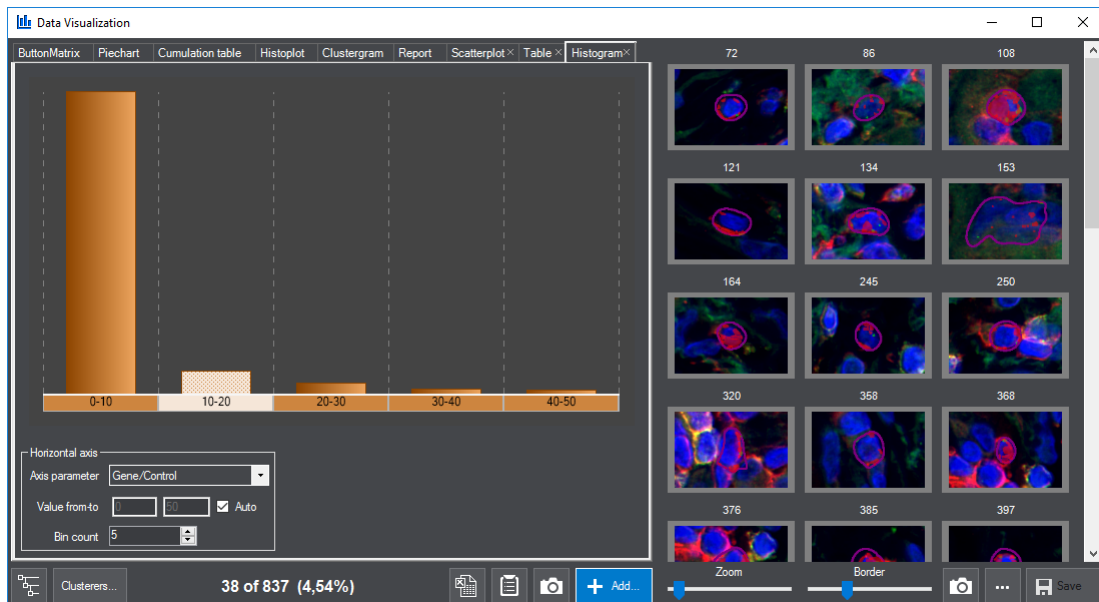 Data Visualization
ButtonMatrix Piechart Cumulation table Histoplot Clustergram Report Scatterplot× Table× Histogram×
0-10 10-20 20-30 30-40 40-50
Horizontal axis
Axis parameter Gene/Control
Value from-to 0 50 Auto
Bin count 5
Clusterers... 38 of 837 (4,54%) + Add...
72 86 108
121 134 153
164 245 250
320 358 368
376 385 397
Zoom Border
... Save